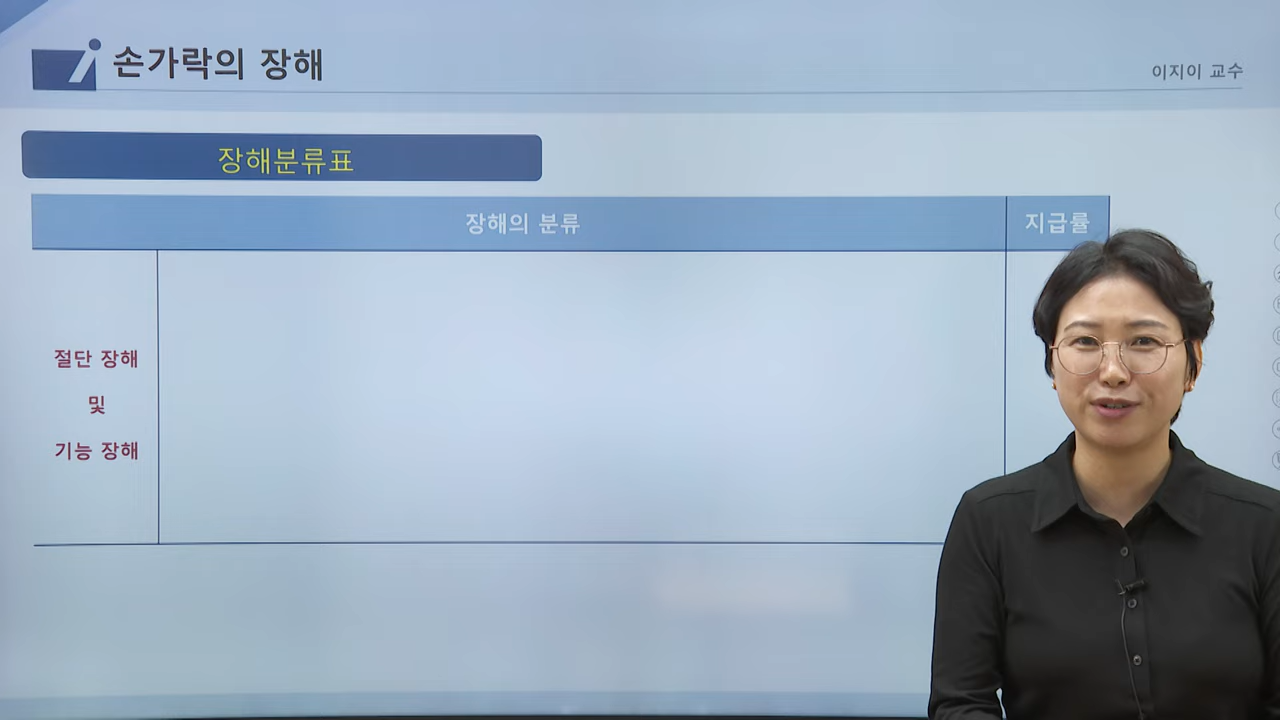 손가락의 장해
이지이 교수
장해분류표
장해의 분류
지급률
절단 장해
및
기능 장해